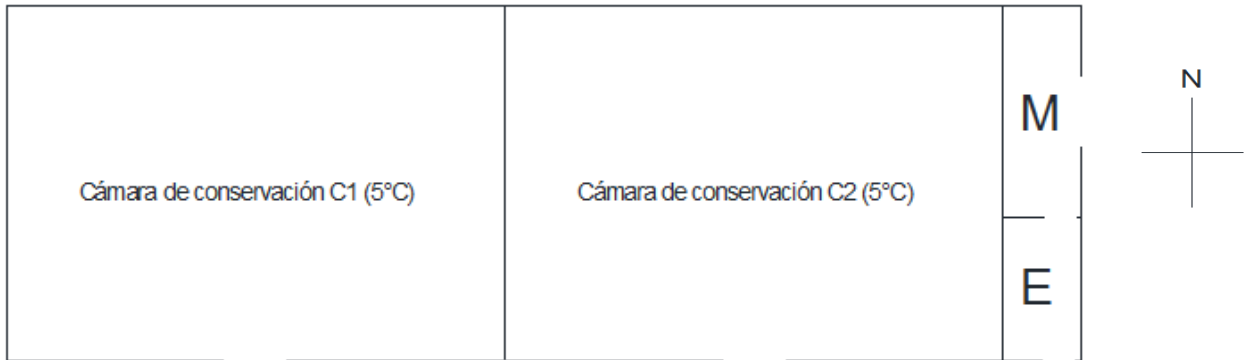 Cámara de conservación C1 (5°C)
Cámara de conservación C2 (5°C)
M
E
N